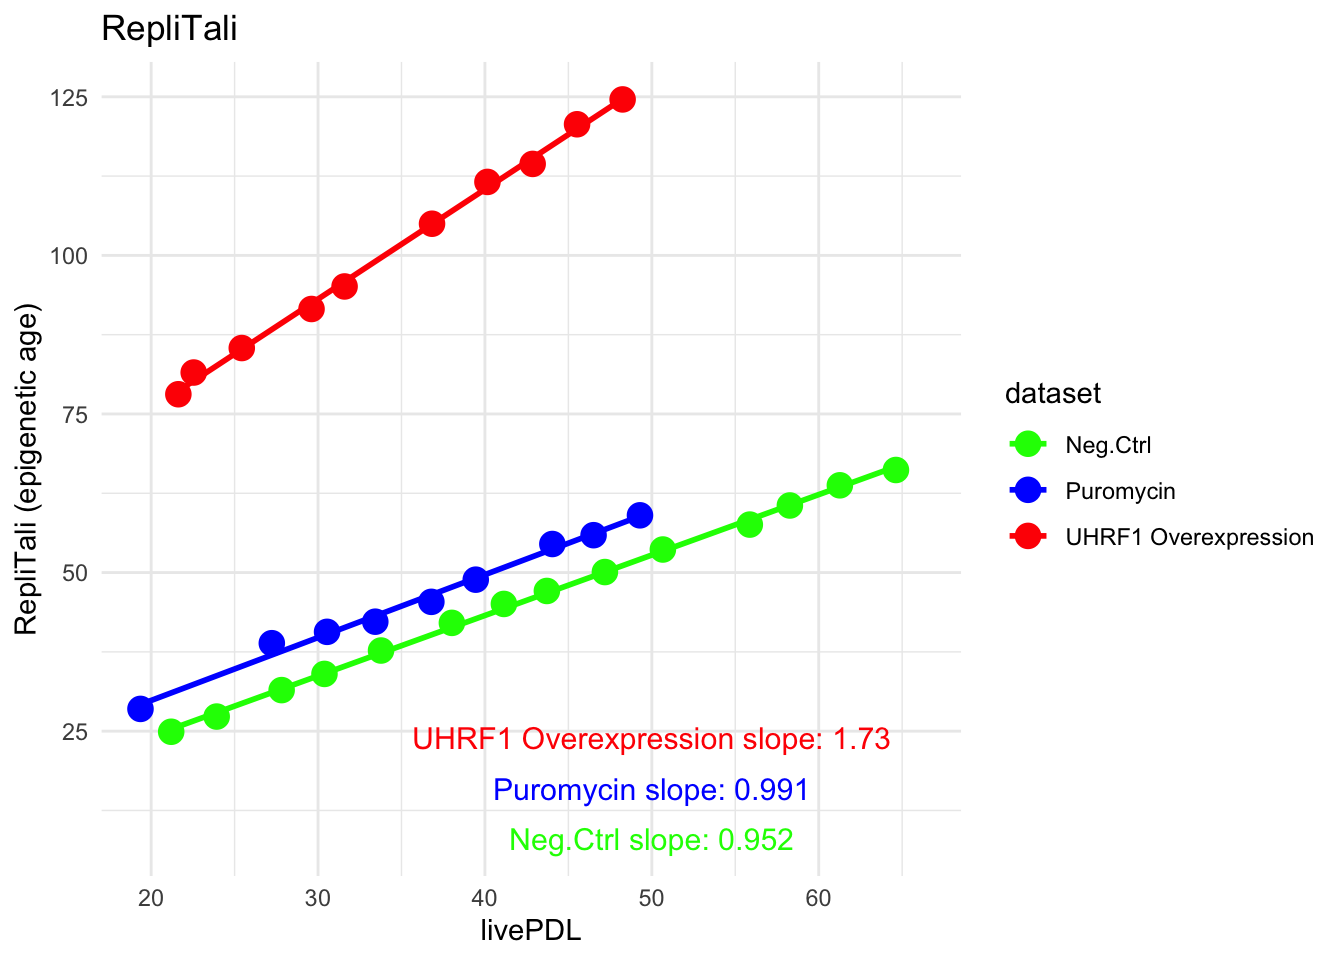 RepliTali
RepliTali (epigenetic age)
125
100
75
50
25
UHRF1 Overexpression slope: 1.73
Puromycin slope: 0.991
Neg.Ctrl slope: 0.952
20 30 40 50 60
livePDL
dataset
Neg.Ctrl
Puromycin
UHRF1 Overexpression